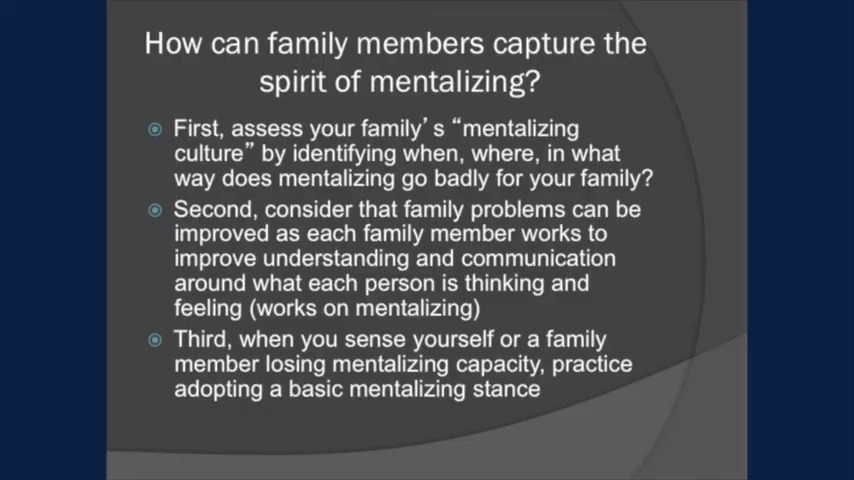 How can family members capture the
spirit of mentalizing?
First, assess your family’s “mentalizing
culture” by identifying when, where, in what
way does mentalizing go badly for your family?
Second, consider that family problems can be
improved as each family member works to
improve understanding and communication
around what each person is thinking and
feeling (works on mentalizing)
Third, when you sense yourself or a family
member losing mentalizing capacity, practice
adopting a basic mentalizing stance